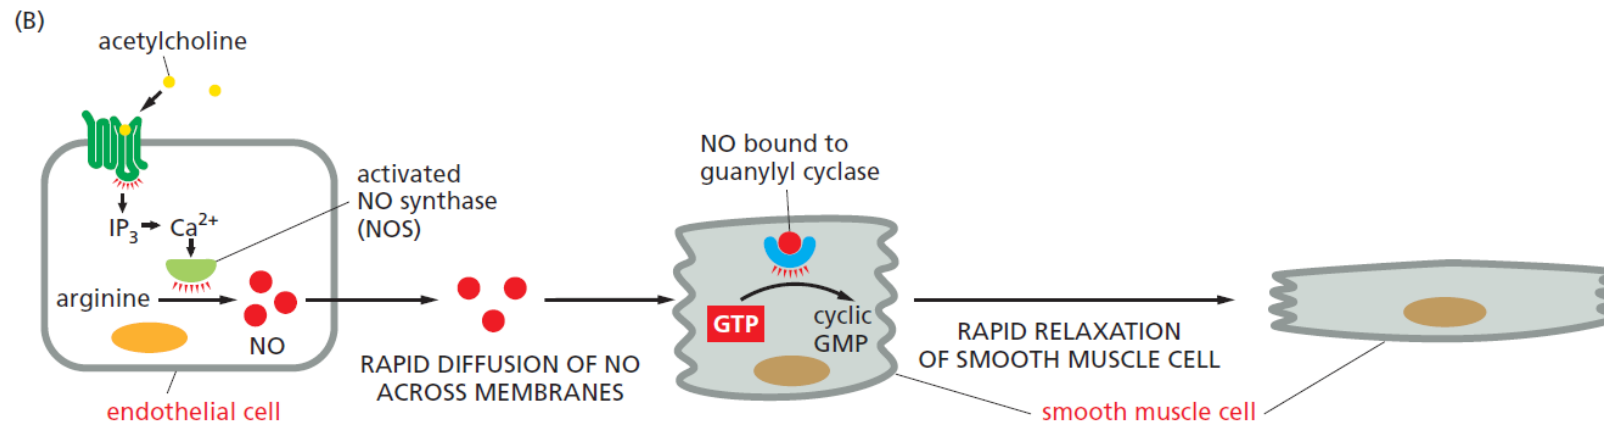 (B)
acetylcholine
activated
NO synthase
(NOS)
IP3
Ca2+
arginine
NO
endothelial cell
RAPID DIFFUSION OF NO
ACROSS MEMBRANES
NO bound to
guanylyl cyclase
GTP
cyclic
GMP
RAPID RELAXATION
OF SMOOTH MUSCLE CELL
smooth muscle cell